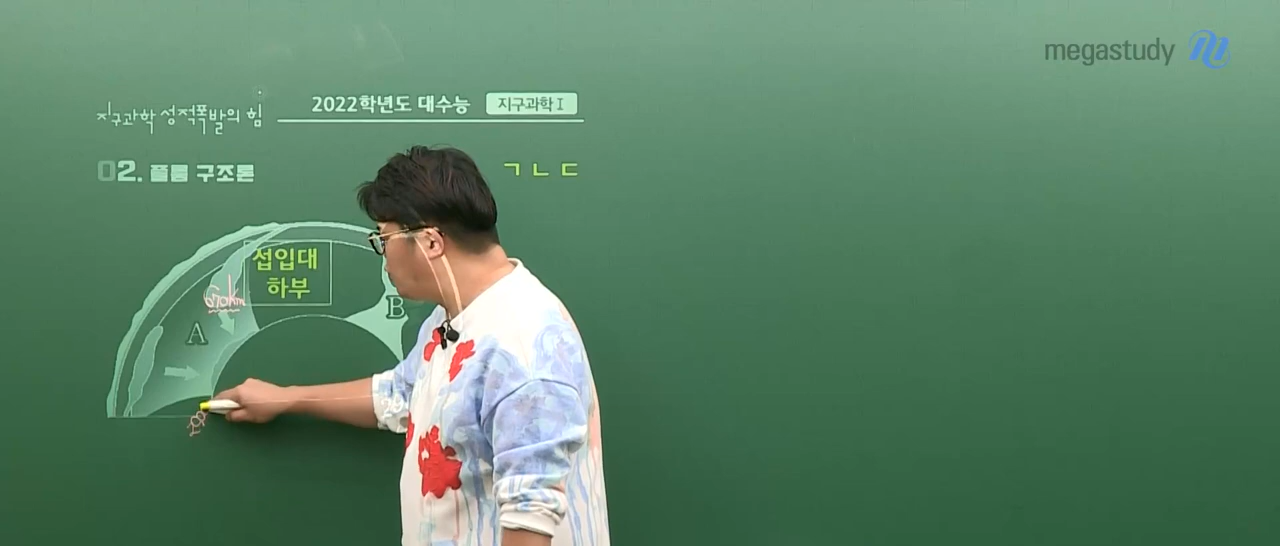 megastudy
지구과학 성적폭발의 힘
2022학년도 대수능
지구과학 I
02. 플룸 구조론
ㄱ ㄴ ㄷ
섭입대
하부
670km
A
B